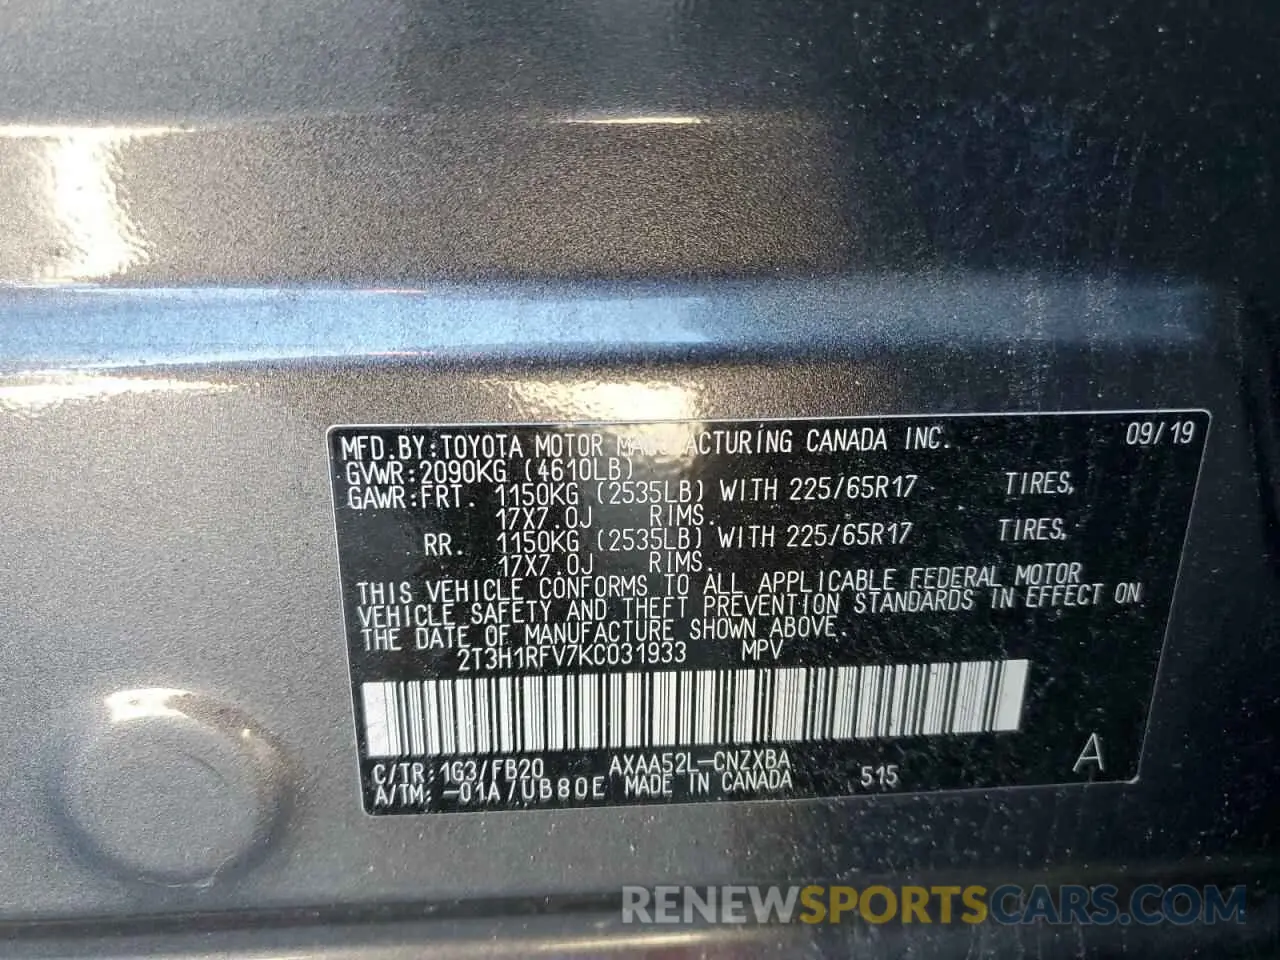 MFD.BY:TOYOTA MOTOR MANUFACTURING CANADA INC. 09/19
GVWR:2090KG (4610LB)
GAWR:FRT. 1150KG (2535LB) WITH 225/65R17 TIRES,
17X7.0J RIMS.
RR. 1150KG (2535LB) WITH 225/65R17 TIRES,
17X7.0J RIMS.
THIS VEHICLE CONFORMS TO ALL APPLICABLE FEDERAL MOTOR
VEHICLE SAFETY AND THEFT PREVENTION STANDARDS IN EFFECT ON
THE DATE OF MANUFACTURE SHOWN ABOVE.
2T3H1RFV7KC031933 MPV
C/TR:1G3/FB20 AXAA52L-CNZXBA
A/TM:-01A/UB80E MADE IN CANADA 515 A
RENEWSPORTSCARS.COM